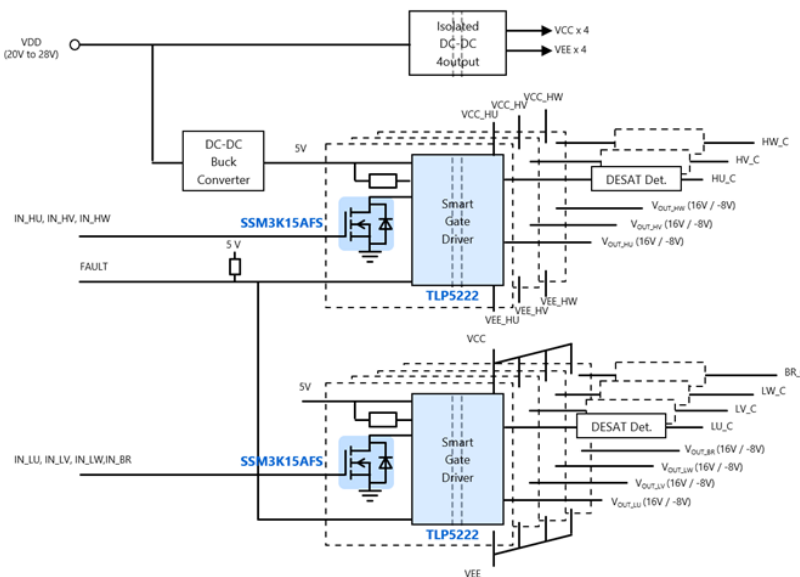 Isolated
DC-DC
4output
VCC x 4
VEE x 4
VDD
(20V to 28V)
DC-DC
Buck
Converter
5V
VCC_HU
VCC_HV
VCC_HW
HW_C
HV_C
DESAT Det.
HU_C
IN_HU, IN_HV, IN_HW
SSM3K15AFS
Smart
Gate
Driver
VOUT_HW (16V / -8V)
VOUT_HV (16V / -8V)
VOUT_HU (16V / -8V)
5 V
FAULT
TLP5222
VEE_HU
VEE_HV
VEE_HW
VCC
5V
BR_
LW_C
LV_C
DESAT Det.
LU_C
IN_LU, IN_LV, IN_LW,IN_BR
SSM3K15AFS
Smart
Gate
Driver
VOUT_BR (16V / -8V)
VOUT_LW (16V / -8V)
VOUT_LV (16V / -8V)
VOUT_LU (16V / -8V)
TLP5222
VEE